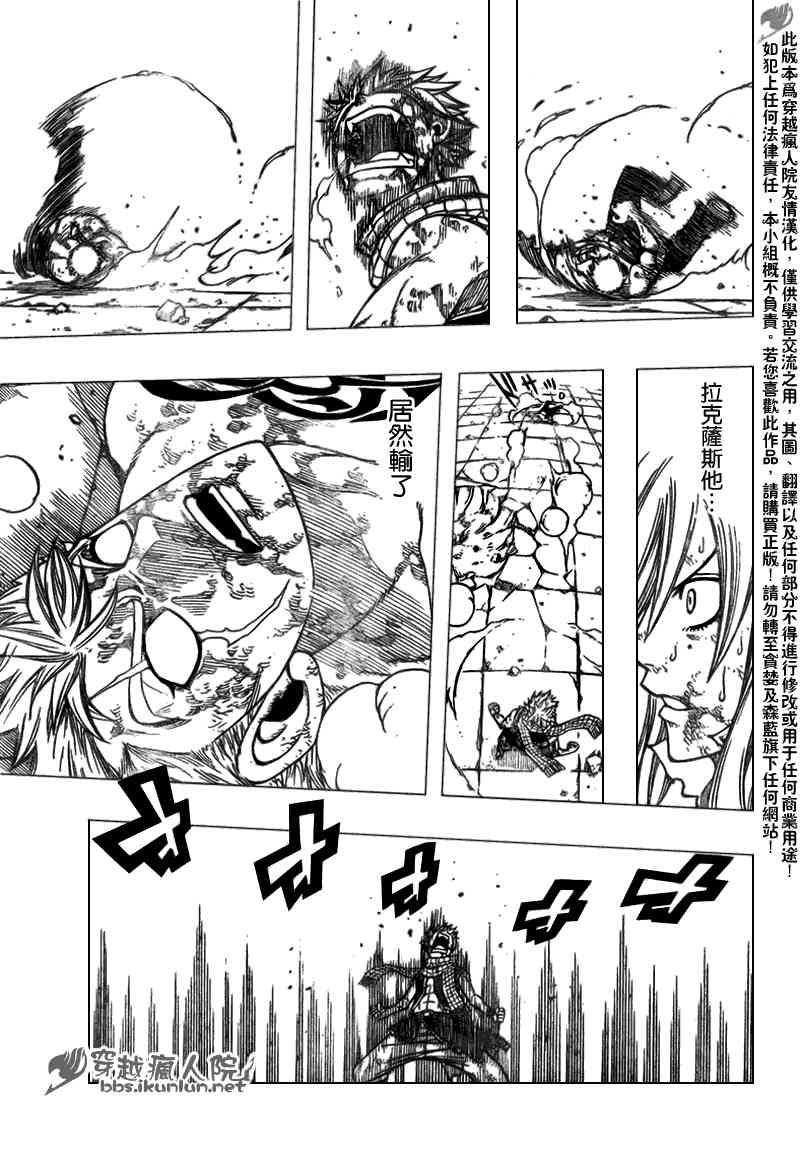 此版本爲穿越瘋人院友情漢化，僅供學習交流之用，其圖、翻譯以及任何部分不得進行修改或用于任何商業用途！
如犯上任何法律責任，本小組概不負責。若您喜歡此作品，請購買正版！請勿轉至貪婪及森藍旗下任何網站！
拉克薩斯他…
居然輸了
穿越瘋人院
bbs.ikunlun.net